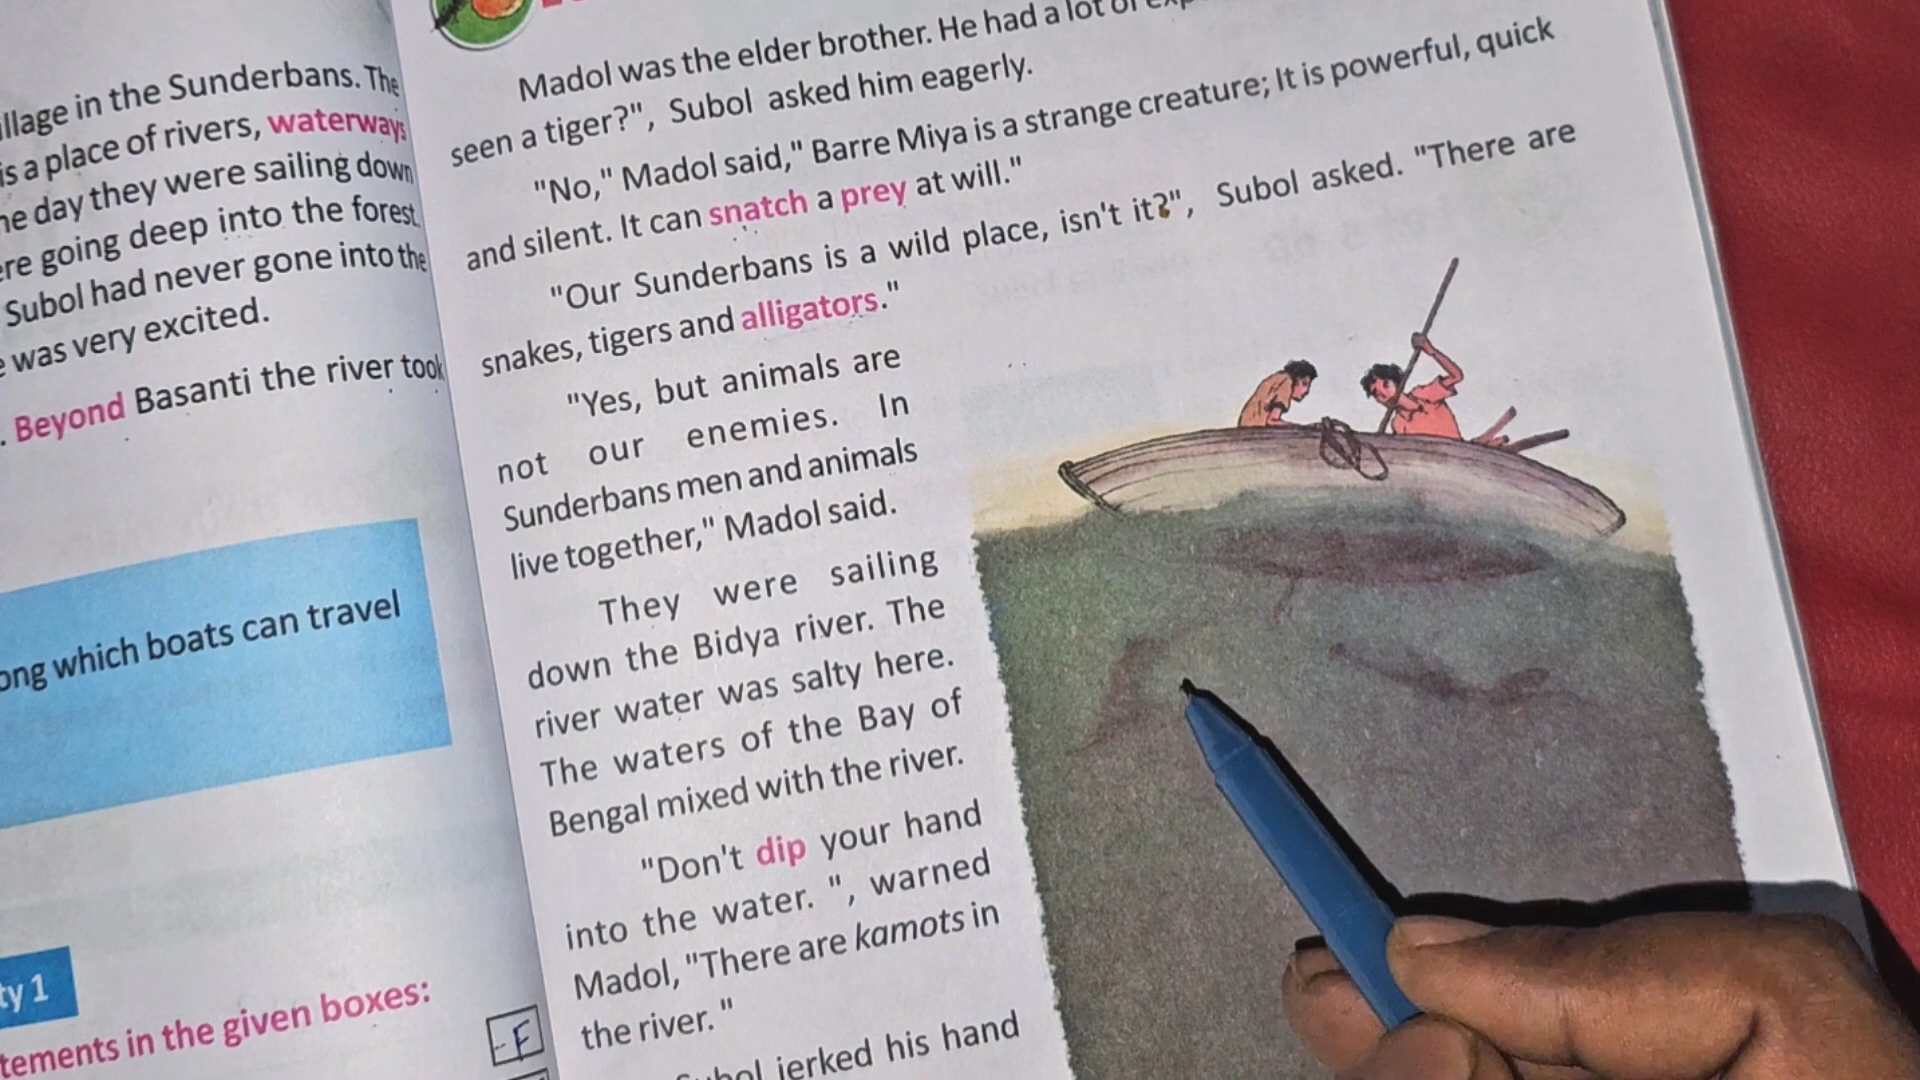 illage in the Sunderbans. The
is a place of rivers, waterways
day they were sailing down
going deep into the forest.
Subol had never gone into the
was very excited.
. Beyond Basanti the river took
which boats can travel
1
in the given boxes:
-F
Madol was the elder brother. He had a lot of
seen a tiger?", Subol asked him eagerly.
"No," Madol said," Barre Miya is a strange creature; It is powerful, quick
and silent. It can snatch a prey at will."
"Our Sunderbans is a wild place, isn't it?", Subol asked. "There are
snakes, tigers and alligators."
"Yes, but animals are
not our enemies. In
Sunderbans men and animals
live together," Madol said.
They were sailing
down the Bidya river. The
river water was salty here.
The waters of the Bay of
Bengal mixed with the river.
"Don't dip your hand
into the water. ", warned
Madol, "There are kamots in
the river. "
Subol jerked his hand